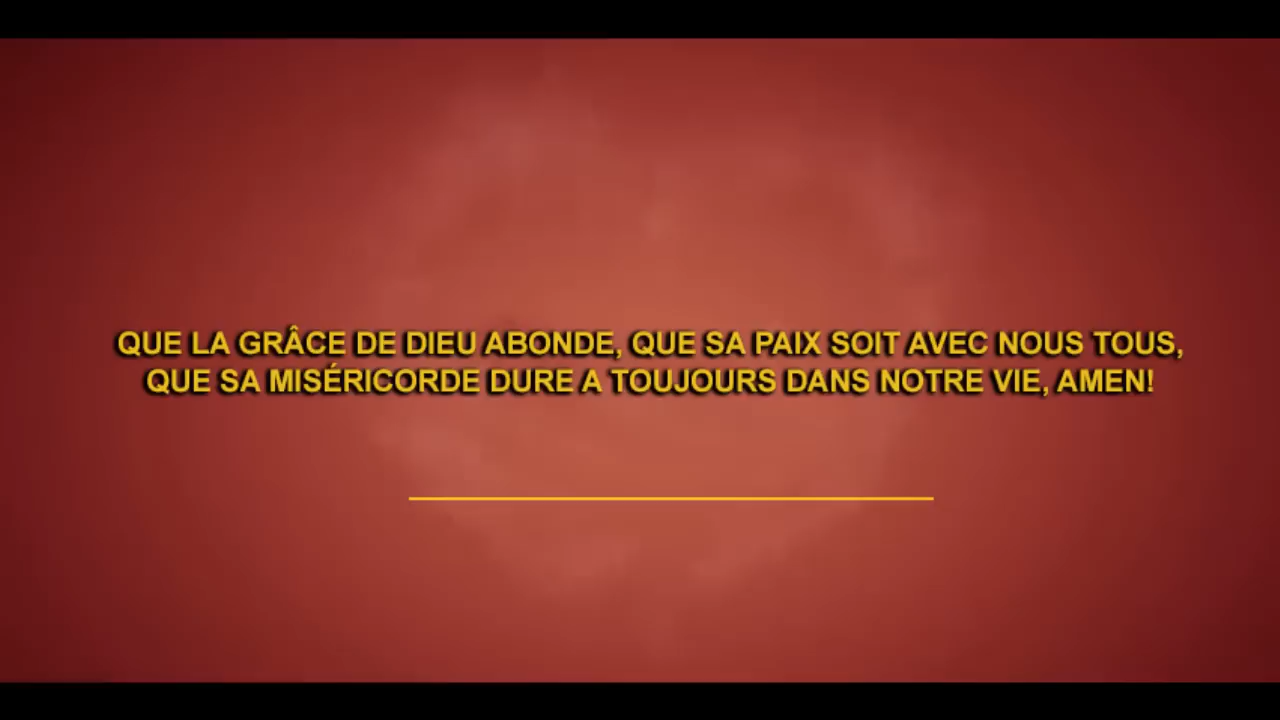 QUE LA GRÂCE DE DIEU ABONDE, QUE SA PAIX SOIT AVEC NOUS TOUS,
QUE SA MISÉRICORDE DURE A TOUJOURS DANS NOTRE VIE, AMEN!